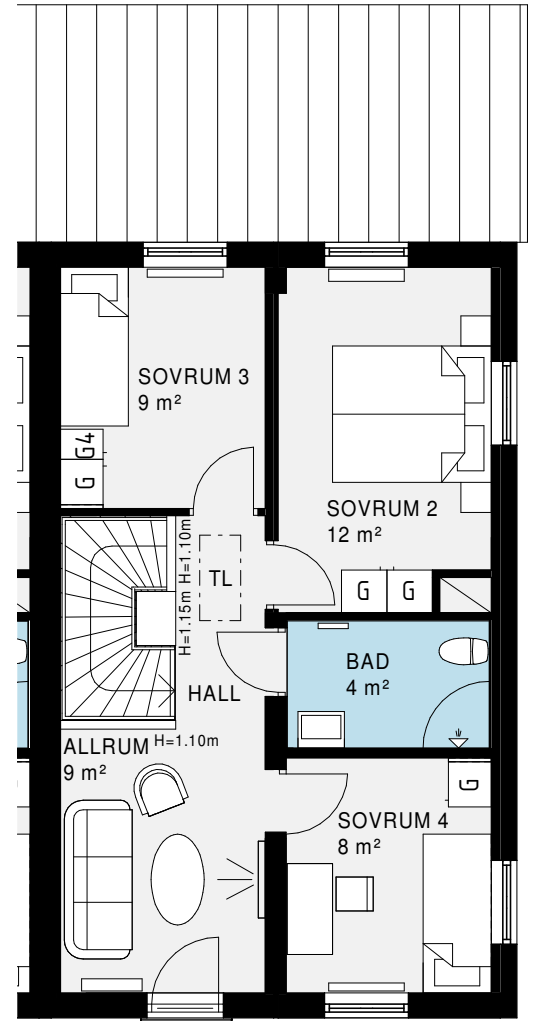 SOVRUM 3
9 m²
G4
G
SOVRUM 2
12 m²
G
G
H=1.15m H=1.10m
TL
BAD
4 m²
HALL
ALLRUM H=1.10m
9 m²
G
SOVRUM 4
8 m²